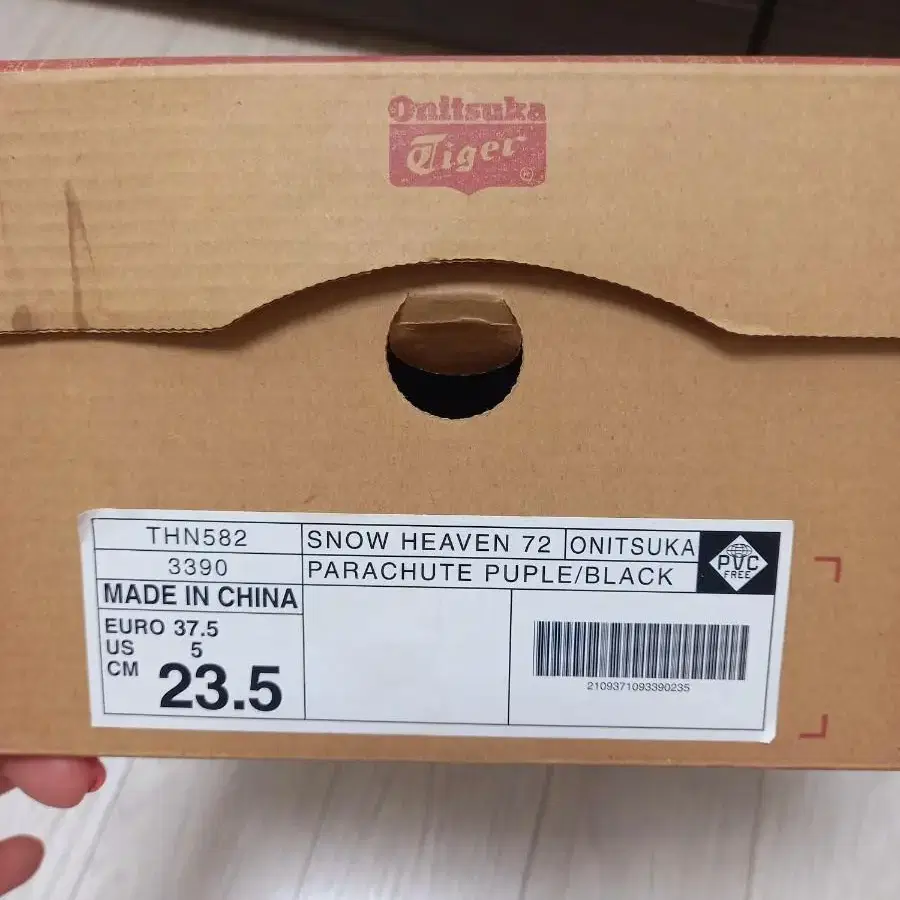 Onitsuka
Tiger
®
THN582
SNOW HEAVEN 72
ONITSUKA
3390
PARACHUTE PUPLE/BLACK
PVC
FREE
MADE IN CHINA
EURO 37.5
US 5
CM 23.5
2109371093390235